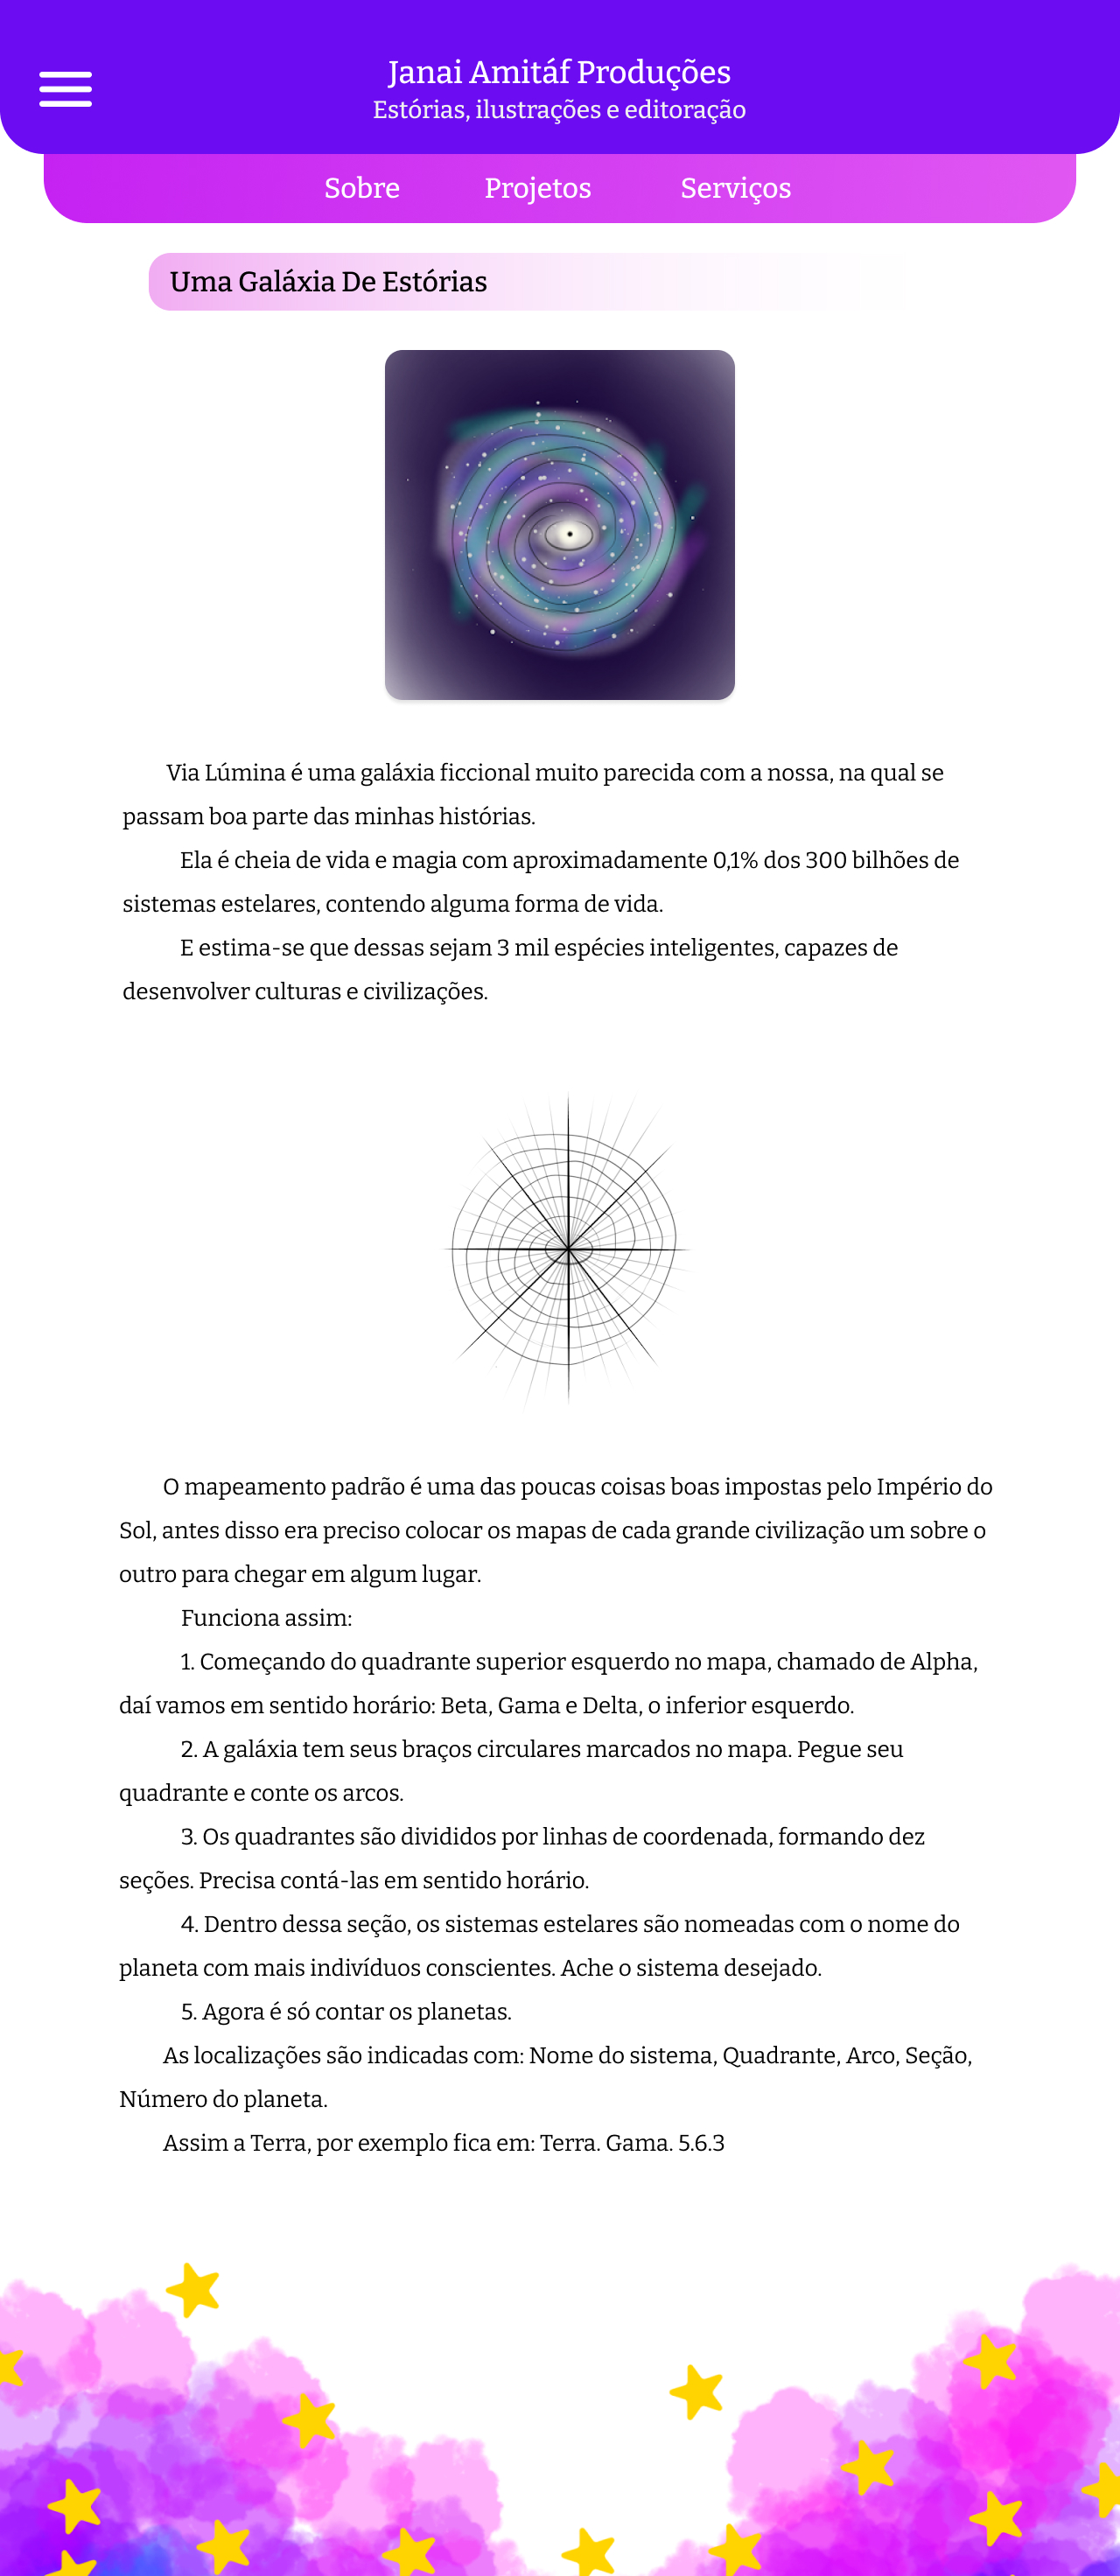 Janai Amitáf Produções
Estórias, ilustrações e editoração
Sobre Projetos Serviços
Uma Galáxia De Estórias
Via Lúmina é uma galáxia ficcional muito parecida com a nossa, na qual se
passam boa parte das minhas histórias.
Ela é cheia de vida e magia com aproximadamente 0,1% dos 300 bilhões de
sistemas estelares, contendo alguma forma de vida.
E estima-se que dessas sejam 3 mil espécies inteligentes, capazes de
desenvolver culturas e civilizações.
O mapeamento padrão é uma das poucas coisas boas impostas pelo Império do
Sol, antes disso era preciso colocar os mapas de cada grande civilização um sobre o
outro para chegar em algum lugar.
Funciona assim:
1. Começando do quadrante superior esquerdo no mapa, chamado de Alpha,
daí vamos em sentido horário: Beta, Gama e Delta, o inferior esquerdo.
2. A galáxia tem seus braços circulares marcados no mapa. Pegue seu
quadrante e conte os arcos.
3. Os quadrantes são divididos por linhas de coordenada, formando dez
seções. Precisa contá-las em sentido horário.
4. Dentro dessa seção, os sistemas estelares são nomeadas com o nome do
planeta com mais indivíduos conscientes. Ache o sistema desejado.
5. Agora é só contar os planetas.
As localizações são indicadas com: Nome do sistema, Quadrante, Arco, Seção,
Número do planeta.
Assim a Terra, por exemplo fica em: Terra. Gama. 5.6.3